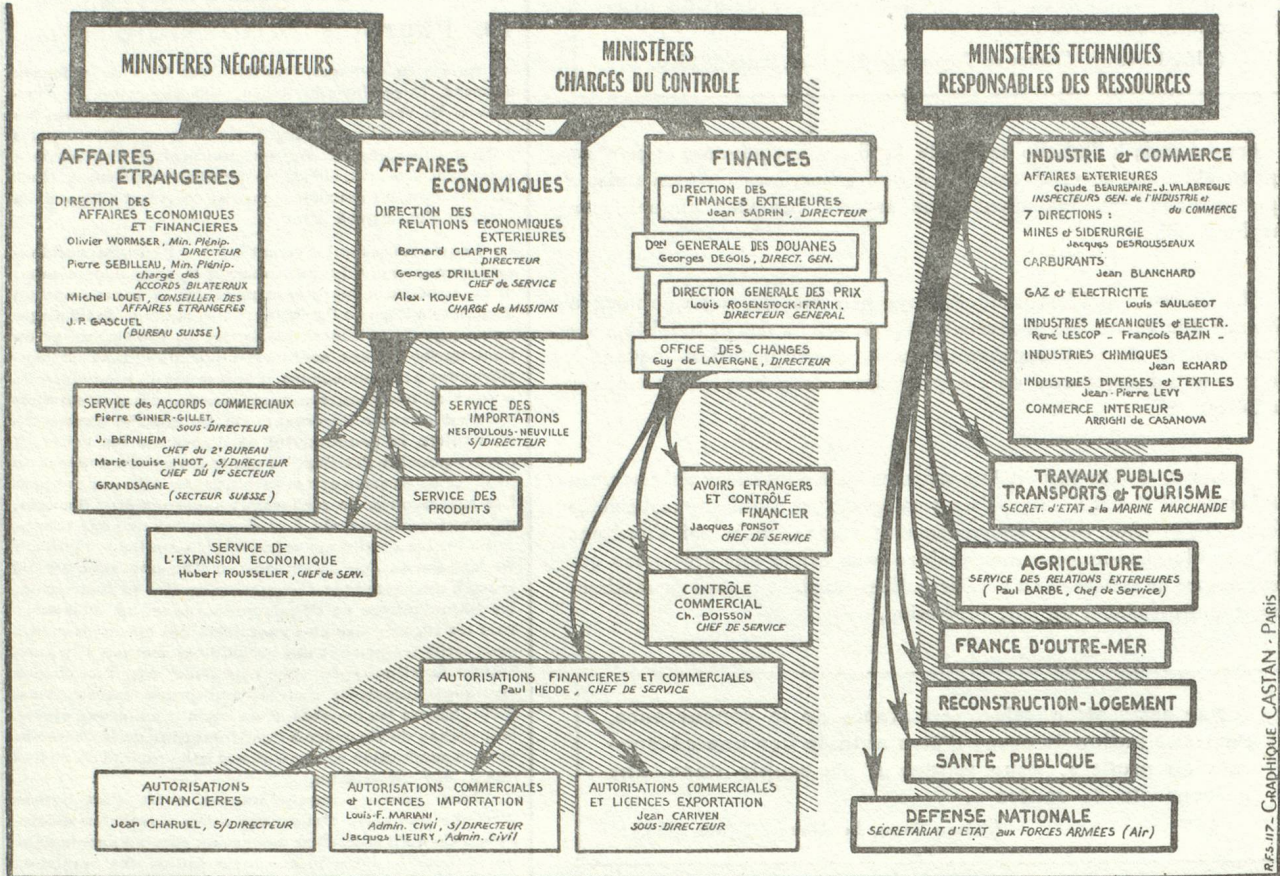 MINISTÈRES NÉGOCIATEURS
MINISTÈRES
CHARGÉS DU CONTROLE
MINISTÈRES TECHNIQUES
RESPONSABLES DES RESSOURCES
AFFAIRES
ETRANGERES
DIRECTION DES
AFFAIRES ECONOMIQUES
ET FINANCIERES
Olivier WORMSER, Min. Plénip.
DIRECTEUR
Pierre SEBILLEAU, Min. Plénip.
chargé des
ACCORDS BILATERAUX
Michel LOUET, CONSEILLER DES
AFFAIRES ETRANGERES
J.P. GASCUEL
(BUREAU SUISSE)
AFFAIRES
ECONOMIQUES
DIRECTION DES
RELATIONS ECONOMIQUES
EXTERIEURES
Bernard CLAPPIER
DIRECTEUR
Georges DRILLIEN
CHEF de SERVICE
Alex. KOJEVE
CHARGÉ de MISSIONS
FINANCES
DIRECTION DES
FINANCES EXTERIEURES
Jean SADRIN, DIRECTEUR
Don GENERALE DES DOUANES
Georges DEGOIS, DIRECT. GEN.
DIRECTION GENERALE DES PRIX
Louis ROSENSTOCK-FRANK,
DIRECTEUR GENERAL
OFFICE DES CHANGES
Guy de LAVERGNE, DIRECTEUR
INDUSTRIE et COMMERCE
AFFAIRES EXTERIEURES
Claude BEAUREPAIRE_J. VALABREGUE
INSPECTEURS GEN. de l'INDUSTRIE et
du COMMERCE
7 DIRECTIONS :
MINES et SIDERURGIE
Jacques DESROUSSEAUX
CARBURANTS
Jean BLANCHARD
GAZ et ELECTRICITE
Louis SAULGEOT
INDUSTRIES MECANIQUES et ELECTR.
René LESCOP _ François BAZIN _
INDUSTRIES CHIMIQUES
Jean ECHARD
INDUSTRIES DIVERSES et TEXTILES
Jean-Pierre LEVY
COMMERCE INTERIEUR
ARRIGHI de CASANOVA
SERVICE des ACCORDS COMMERCIAUX
Pierre GINIER-GILLET,
SOUS-DIRECTEUR
J. BERNHEIM
CHEF du 2e BUREAU
Marie-Louise HUOT, S/DIRECTEUR
CHEF DU 1er SECTEUR
GRANDSAGNE
(SECTEUR SUISSE)
SERVICE DES
IMPORTATIONS
NESPOULOUS-NEUVILLE
S/DIRECTEUR
SERVICE DES
PRODUITS
SERVICE DE
L'EXPANSION ECONOMIQUE
Hubert ROUSSELIER, CHEF de SERV.
AVOIRS ETRANGERS
ET CONTRÔLE
FINANCIER
Jacques PONSOT
CHEF DE SERVICE
CONTRÔLE
COMMERCIAL
Ch. BOISSON
CHEF DE SERVICE
TRAVAUX PUBLICS
TRANSPORTS et TOURISME
SECRET. d'ETAT à la MARINE MARCHANDE
AGRICULTURE
SERVICE DES RELATIONS EXTERIEURES
(Paul BARBE, Chef de Service)
FRANCE D'OUTRE-MER
RECONSTRUCTION-LOGEMENT
SANTÉ PUBLIQUE
DEFENSE NATIONALE
SECRETARIAT d'ETAT aux FORCES ARMÉES (Air)
AUTORISATIONS FINANCIERES ET COMMERCIALES
Paul HEDDE, CHEF DE SERVICE
AUTORISATIONS
FINANCIERES
Jean CHARUEL, S/DIRECTEUR
AUTORISATIONS COMMERCIALES
et LICENCES IMPORTATION
Louis-F. MARIANI,
Admin. Civil, S/DIRECTEUR
Jacques LIEURY, Admin. Civil
AUTORISATIONS COMMERCIALES
ET LICENCES EXPORTATION
Jean CARIVEN
SOUS-DIRECTEUR
R.F.S. 117_ GRAPHIQUE CASTAN - PARIS